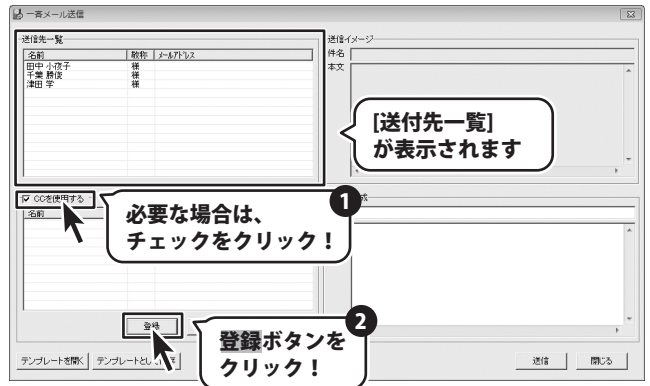 一斉メール送信
送信先一覧
名前 敬称 メールアドレス
田中 小夜子 様
千葉 勝俊 様
津田 学 様
送信イメージ
件名
本文
[送付先一覧]
が表示されます
CCを使用する
名前
1
必要な場合は、
チェックをクリック！
登録
2
登録ボタンを
クリック！
テンプレートを開く
送信
閉じる